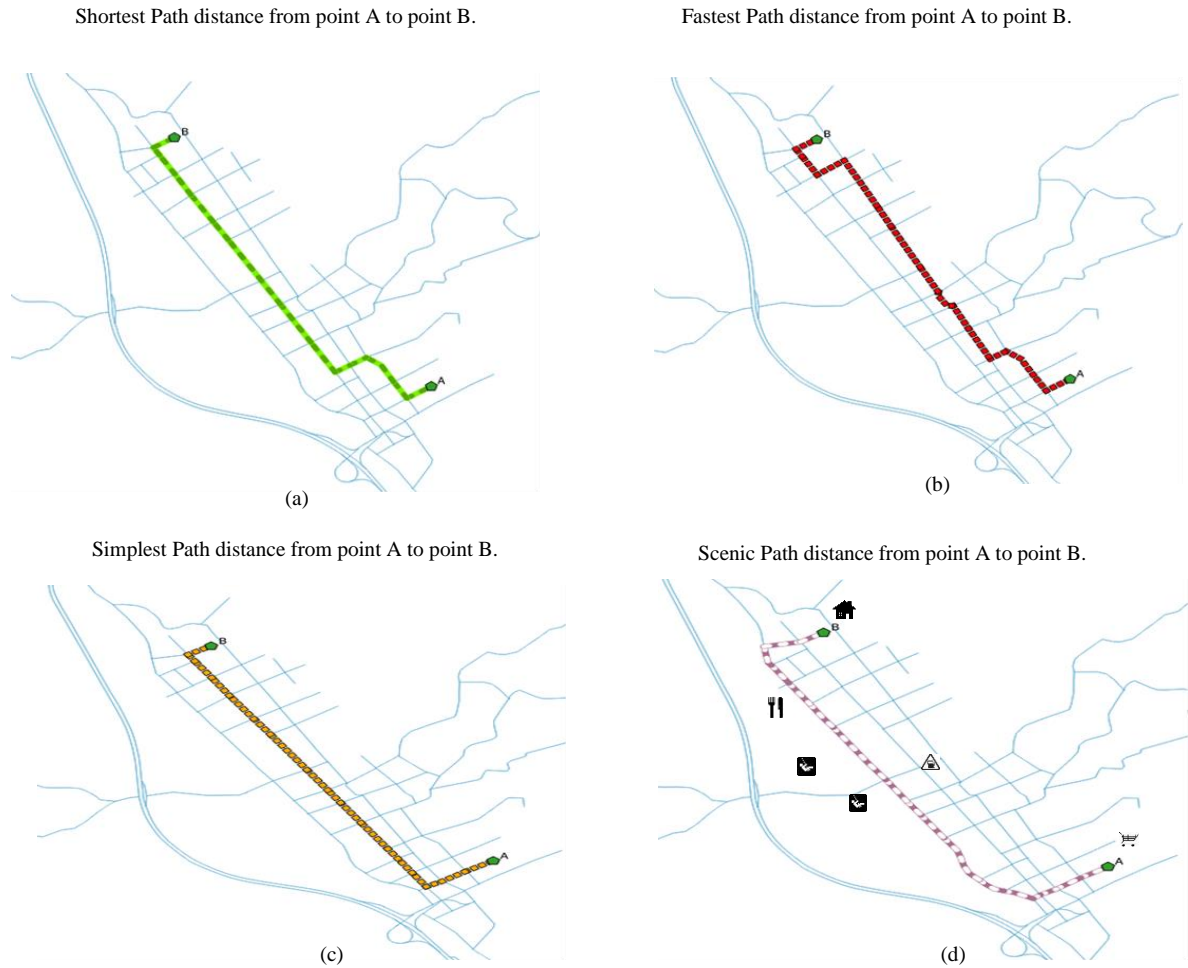 Shortest Path distance from point A to point B.
Fastest Path distance from point A to point B.
B
A
(a)
B
A
(b)
Simplest Path distance from point A to point B.
Scenic Path distance from point A to point B.
B
A
(c)
B
A
(d)